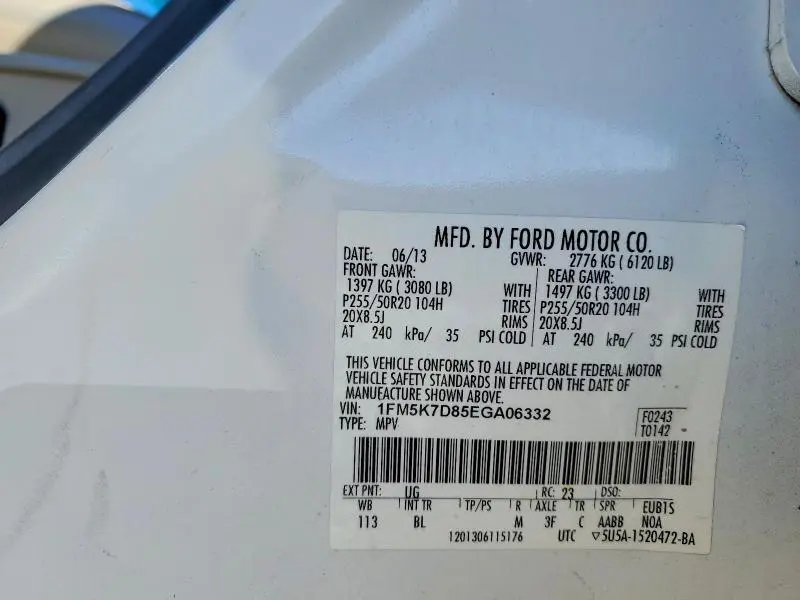 MFD. BY FORD MOTOR CO.
DATE: 06/13 GVWR: 2776 KG ( 6120 LB)
FRONT GAWR: REAR GAWR:
1397 KG ( 3080 LB) WITH 1497 KG ( 3300 LB) WITH
P255/50R20 104H TIRES P255/50R20 104H TIRES
20X8.5J RIMS 20X8.5J RIMS
AT 240 kPa/ 35 PSI COLD AT 240 kPa/ 35 PSI COLD
THIS VEHICLE CONFORMS TO ALL APPLICABLE FEDERAL MOTOR
VEHICLE SAFETY STANDARDS IN EFFECT ON THE DATE OF
MANUFACTURE SHOWN ABOVE.
VIN: 1FM5K7D85EGA06332 F0243
TYPE: MPV T0142
EXT PNT: UG RC: 23 DSO:
WB INT TR TP/PS R AXLE TR SPR EUB1S
113 BL M 3F C AABB NOA
1201306115176 UTC ▽5U5A-1520472-BA